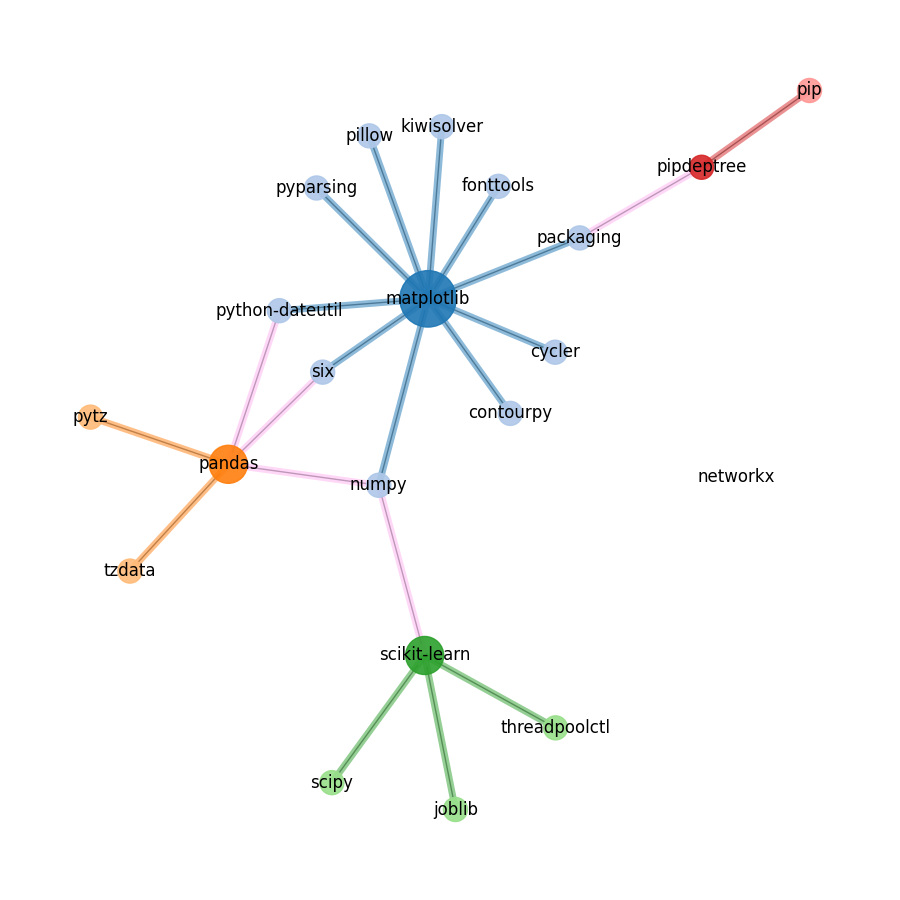 pip
kiwisolver
pillow
pipdeptree
fonttools
pyparsing
packaging
matplotlib
python-dateutil
cycler
six
contourpy
pytz
pandas
networkx
numpy
tzdata
scikit-learn
threadpoolctl
scipy
joblib